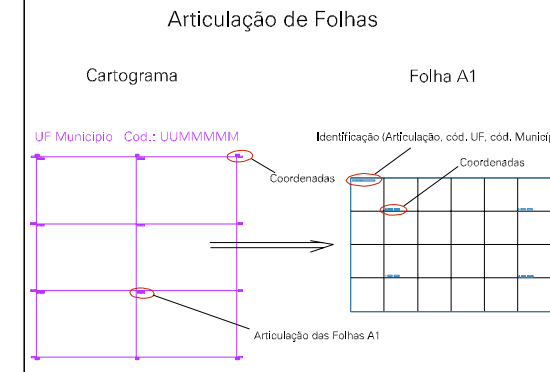 Articulação de Folhas
Cartograma
Folha A1
UF Municipio Cod.: UUMMMMM
Identificação (Articulação, cód. UF, cód. Municíp
Coordenadas
Coordenadas
Articulação das Folhas A1